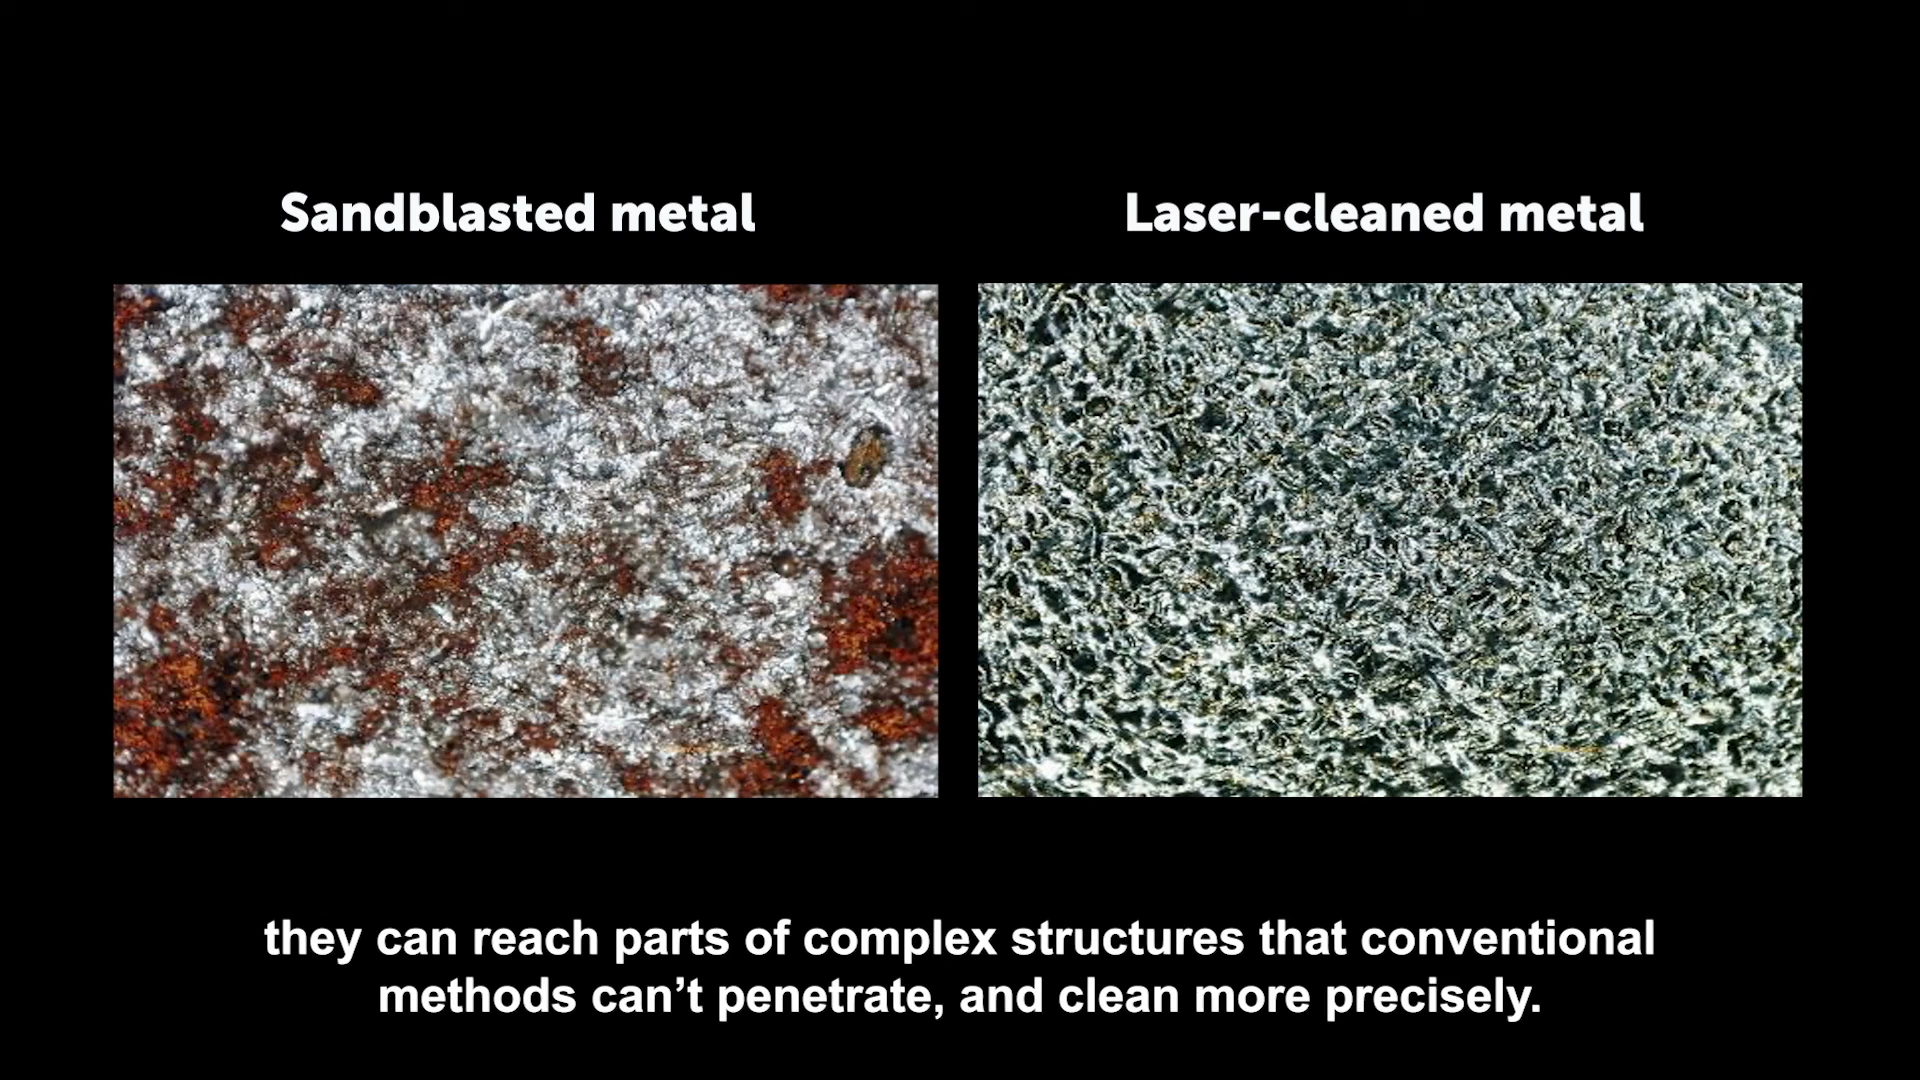 Sandblasted metal
Laser-cleaned metal
they can reach parts of complex structures that conventional
methods can’t penetrate, and clean more precisely.